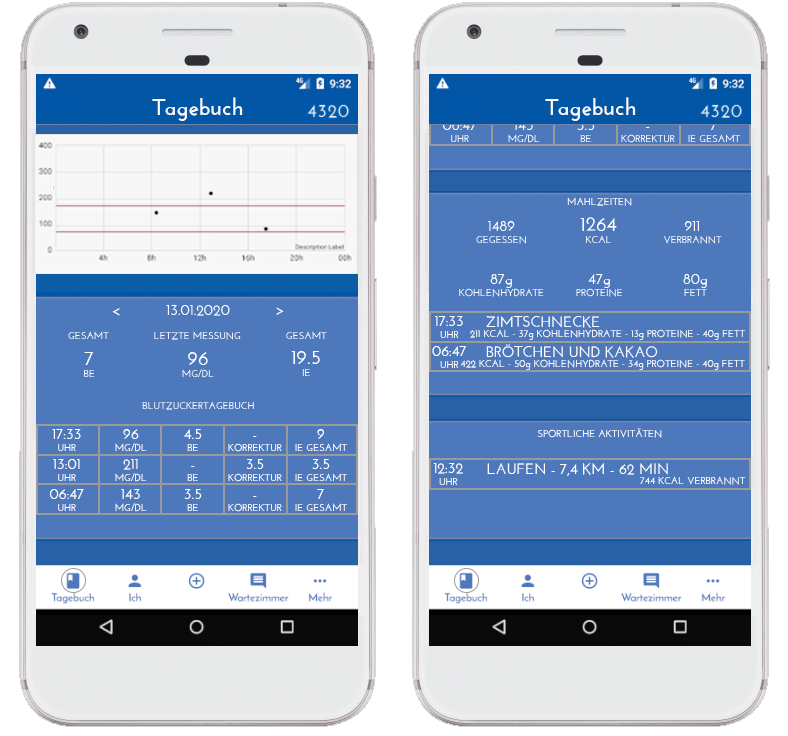 4G 9:32
Tagebuch 4320
400
300
200
100
0
Description Label
4h 8h 12h 16h 20h 00h
< 13.01.2020 >
GESAMT LETZTE MESSUNG GESAMT
7 96 19.5
BE MG/DL IE
BLUTZUCKERTAGEBUCH
17:33 96 4.5 - 9
UHR MG/DL BE KORREKTUR IE GESAMT
13:01 211 - 3.5 3.5
UHR MG/DL BE KORREKTUR IE GESAMT
06:47 143 3.5 - 7
UHR MG/DL BE KORREKTUR IE GESAMT
Tagebuch Ich Wartezimmer Mehr
4G 9:32
Tagebuch 4320
06:47 143 3.5 - 7
UHR MG/DL BE KORREKTUR IE GESAMT
MAHLZEITEN
1489 1264 911
GEGESSEN KCAL VERBRANNT
87g 47g 80g
KOHLENHYDRATE PROTEINE FETT
17:33 ZIMTSCHNECKE
UHR 211 KCAL - 37g KOHLENHYDRATE - 13g PROTEINE - 40g FETT
06:47 BRÖTCHEN UND KAKAO
UHR 422 KCAL - 50g KOHLENHYDRATE - 34g PROTEINE - 40g FETT
SPORTLICHE AKTIVITÄTEN
12:32 LAUFEN - 7,4 KM - 62 MIN
UHR 744 KCAL VERBRANNT
Tagebuch Ich Wartezimmer Mehr